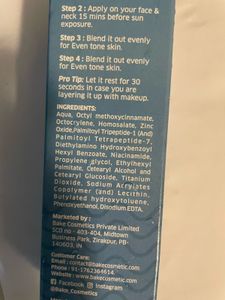 Step 2 : Apply on your face &
neck 15 mins before sun
exposure.
Step 3 : Blend it out evenly
for Even tone skin.
Step 4 : Blend it out evenly
for Even tone skin.
Pro Tip: Let it rest for 30
seconds in case you are
layering it up with makeup.
INGREDIENTS:
Aqua, Octyl methoxycinnamate,
Octocrylene, Homosalate, Zinc
Oxide,Palmitoyl Tripeptide-1 (And)
Palmitoyl Tetrapeptide-7,
Diethylamino Hydroxybenzoyl
Hexyl Benzoate, Niacinamide,
Propylene glycol, Ethylhexyl
Palmitate, Cetearyl Alcohol and
Cetearyl Glucoside, Titanium
Dioxide, Sodium Acrylates
Copolymer (and) Lecithin,
Butylated hydroxytoluene,
Phenoxyethanol, Disodium EDTA.
Marketed by :
Bake Cosmetics Private Limited
SCO no - 403-404, Midtown
Business Park, Zirakpur, PB-
140603, IN
Customer Care:
Email : contact@bakecosmetic.com
Phone : 91-1762364614
Website : www.bakecosmetic.com
Facebook Instagram
@Bake_Cosmetics